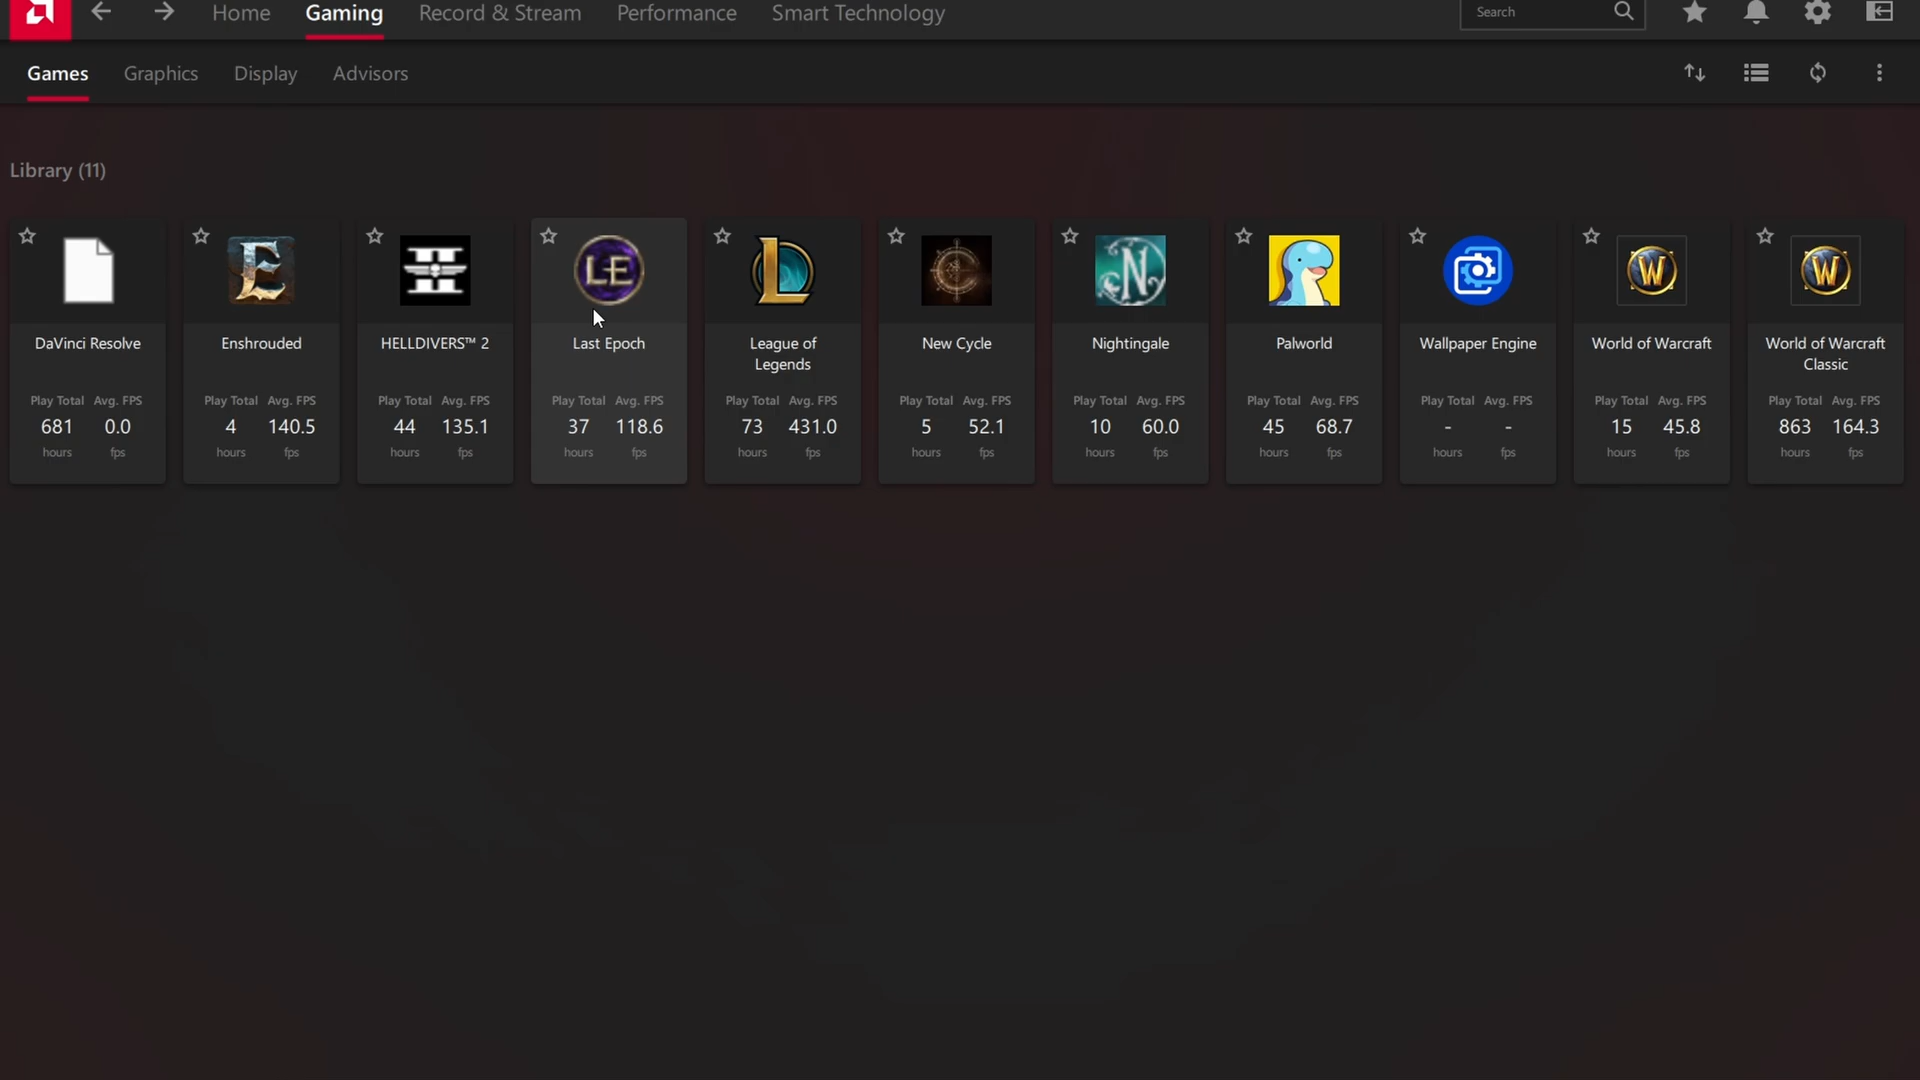 Home Gaming Record & Stream Performance Smart Technology Search
Games Graphics Display Advisors
Library (11)
DaVinci Resolve
Play Total Avg. FPS
681 0.0
hours fps
Enshrouded
Play Total Avg. FPS
4 140.5
hours fps
HELLDIVERS™ 2
Play Total Avg. FPS
44 135.1
hours fps
LE
Last Epoch
Play Total Avg. FPS
37 118.6
hours fps
League of
Legends
Play Total Avg. FPS
73 431.0
hours fps
New Cycle
Play Total Avg. FPS
5 52.1
hours fps
N
Nightingale
Play Total Avg. FPS
10 60.0
hours fps
Palworld
Play Total Avg. FPS
45 68.7
hours fps
Wallpaper Engine
Play Total Avg. FPS
- -
hours fps
W
World of Warcraft
Play Total Avg. FPS
15 45.8
hours fps
W
World of Warcraft
Classic
Play Total Avg. FPS
863 164.3
hours fps